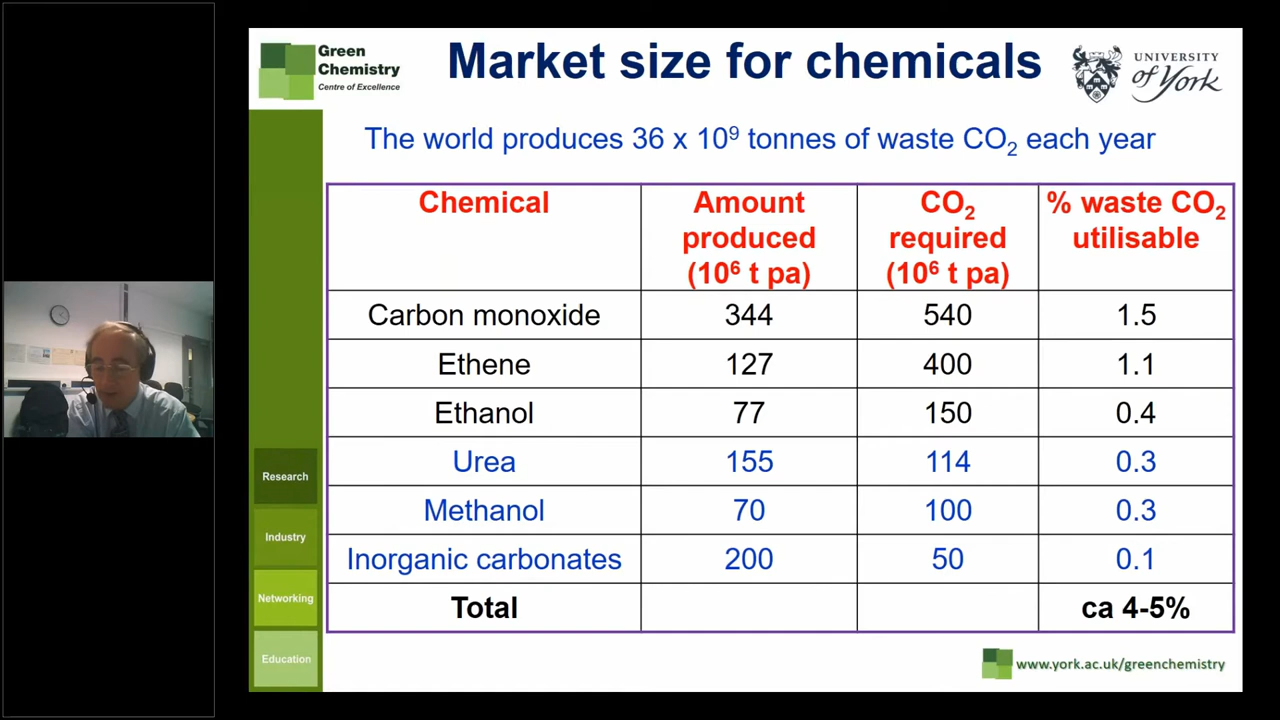 Green
Chemistry
Centre of Excellence
Market size for chemicals
UNIVERSITY
of York
The world produces 36 x 10⁹ tonnes of waste CO₂ each year
Chemical
Amount produced (10⁶ t pa)
CO₂ required (10⁶ t pa)
% waste CO₂ utilisable
Carbon monoxide 344 540 1.5
Ethene 127 400 1.1
Ethanol 77 150 0.4
Urea 155 114 0.3
Methanol 70 100 0.3
Inorganic carbonates 200 50 0.1
Total ca 4-5%
Research
Industry
Networking
Education
www.york.ac.uk/greenchemistry